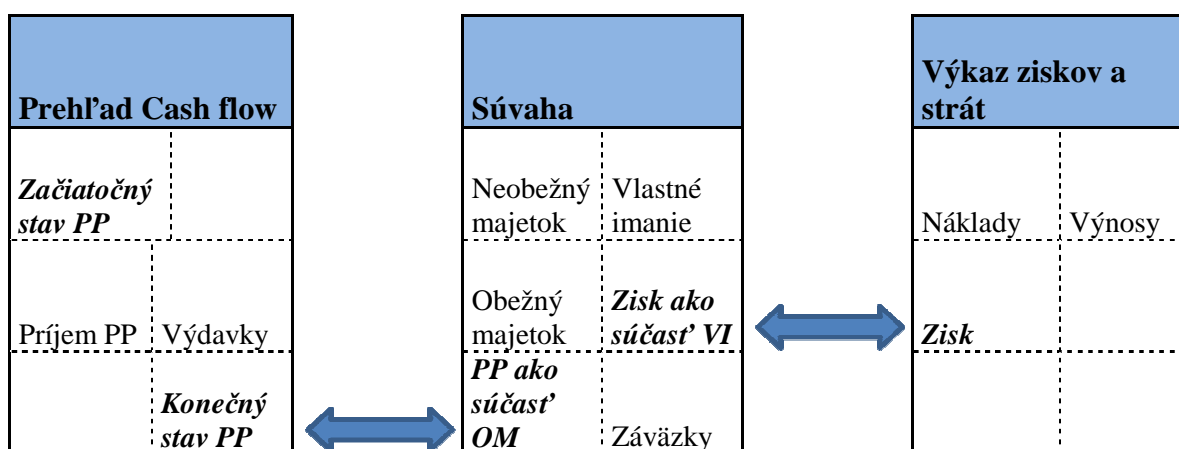 Prehľad Cash flow
Začiatočný
stav PP
Príjem PP
Výdavky
Konečný
stav PP
Súvaha
Neobežný
majetok
Vlastné
imanie
Obežný
majetok
Zisk ako
súčasť VI
PP ako
súčasť
OM
Záväzky
Výkaz ziskov a
strát
Náklady
Výnosy
Zisk